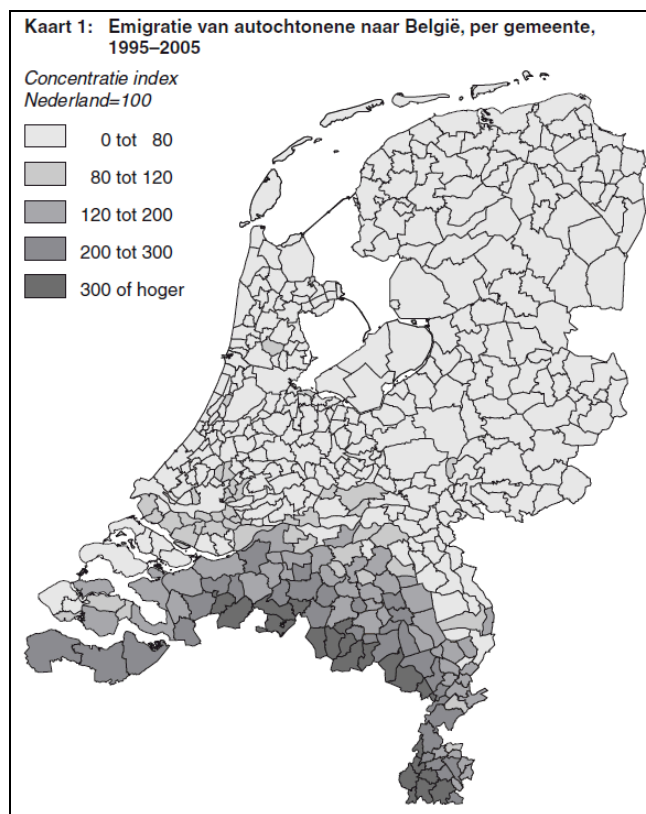 Kaart 1: Emigratie van autochtonene naar België, per gemeente,
1995–2005
Concentratie index
Nederland=100
0 tot 80
80 tot 120
120 tot 200
200 tot 300
300 of hoger